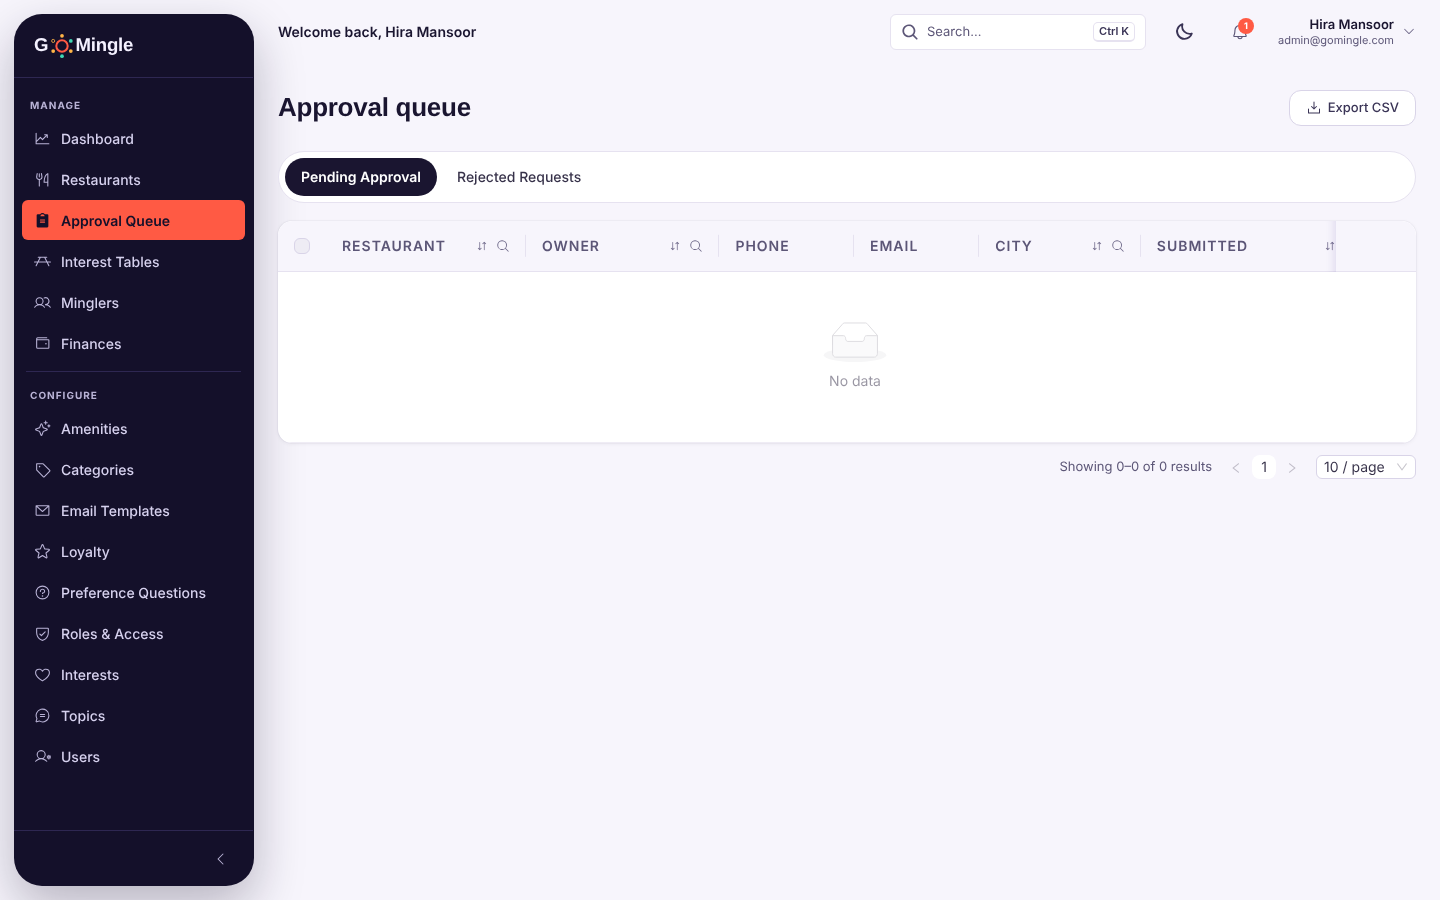 GoMingle
Welcome back, Hira Mansoor
Search...
Ctrl K
1
Hira Mansoor
admin@gomingle.com
MANAGE
Dashboard
Restaurants
Approval Queue
Interest Tables
Minglers
Finances
CONFIGURE
Amenities
Categories
Email Templates
Loyalty
Preference Questions
Roles & Access
Interests
Topics
Users
Approval queue
Export CSV
Pending Approval
Rejected Requests
RESTAURANT
OWNER
PHONE
EMAIL
CITY
SUBMITTED
No data
Showing 0–0 of 0 results
1
10 / page